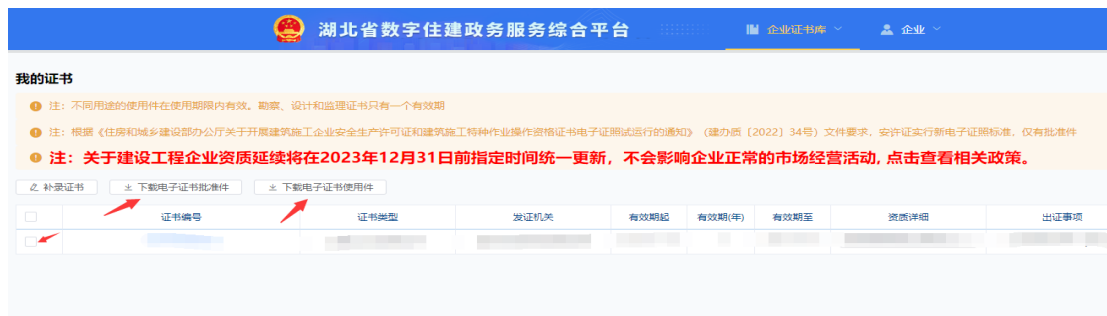 湖北省数字住建政务服务综合平台
企业证书库
企业
我的证书
注：不同用途的使用件在使用期限内有效。勘察、设计和监理证书只有一个有效期
注：根据《住房和城乡建设部办公厅关于开展建筑施工企业安全生产许可证和建筑施工特种作业操作资格证书电子证照试运行的通知》（建办质〔2022〕34号）文件要求，安许证实行新电子证照标准，仅有批准件
注：关于建设工程企业资质延续将在2023年12月31日前指定时间统一更新，不会影响企业正常的市场经营活动, 点击查看相关政策。
补录证书 下载电子证书批准件 下载电子证书使用件
证书编号 证书类型 发证机关 有效期起 有效期(年) 有效期至 资质详细 出证事项